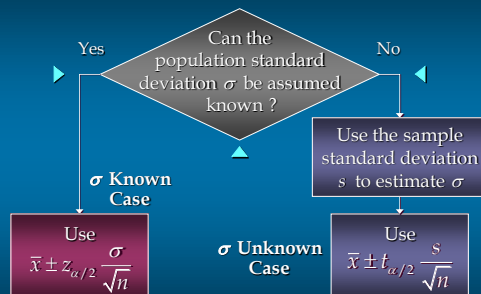 Can the
population standard
deviation σ be assumed
known ?
Yes
No
Use the sample
standard deviation
s to estimate σ
σ Known
Case
Use
x̄ ± z_{α/2} σ/√n
σ Unknown
Case
Use
x̄ ± t_{α/2} s/√n